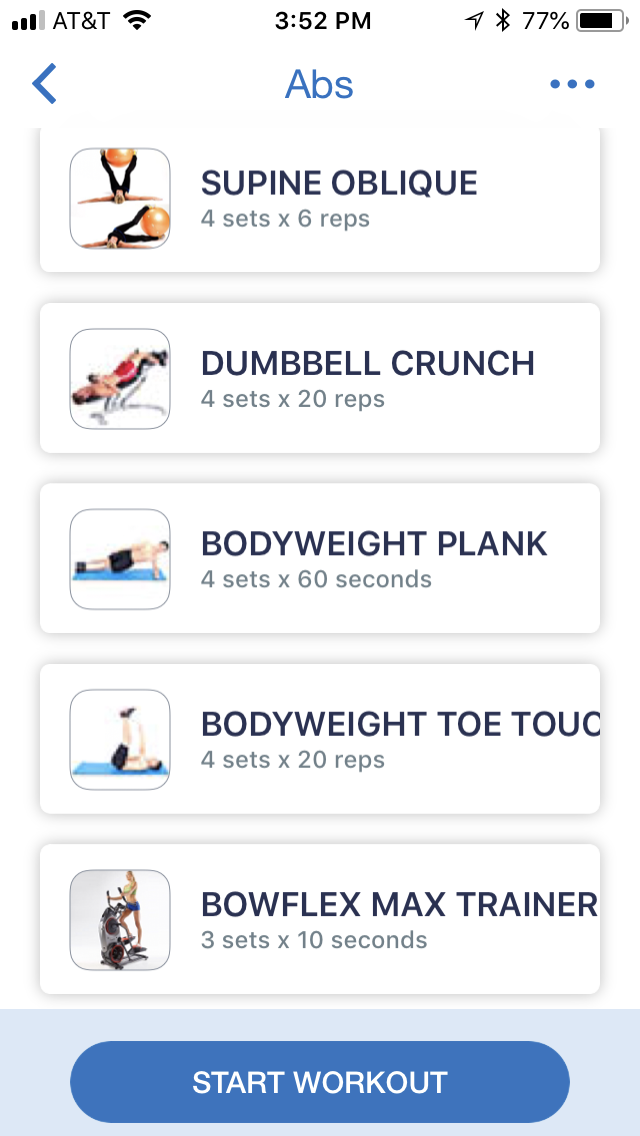 AT&T 3:52 PM 77%
Abs
SUPINE OBLIQUE
4 sets x 6 reps
DUMBBELL CRUNCH
4 sets x 20 reps
BODYWEIGHT PLANK
4 sets x 60 seconds
BODYWEIGHT TOE TOUC
4 sets x 20 reps
BOWFLEX MAX TRAINER
3 sets x 10 seconds
START WORKOUT